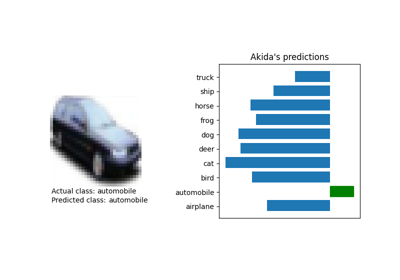 Akida's predictions
truck
ship
horse
frog
dog
deer
cat
bird
automobile
airplane
Actual class: automobile
Predicted class: automobile